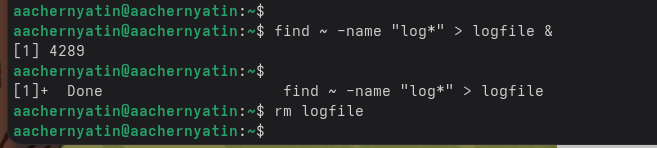 aachernyatin@aachernyatin:~$
aachernyatin@aachernyatin:~$ find ~ -name "log*" > logfile &
[1] 4289
aachernyatin@aachernyatin:~$
[1]+  Done                    find ~ -name "log*" > logfile
aachernyatin@aachernyatin:~$ rm logfile
aachernyatin@aachernyatin:~$